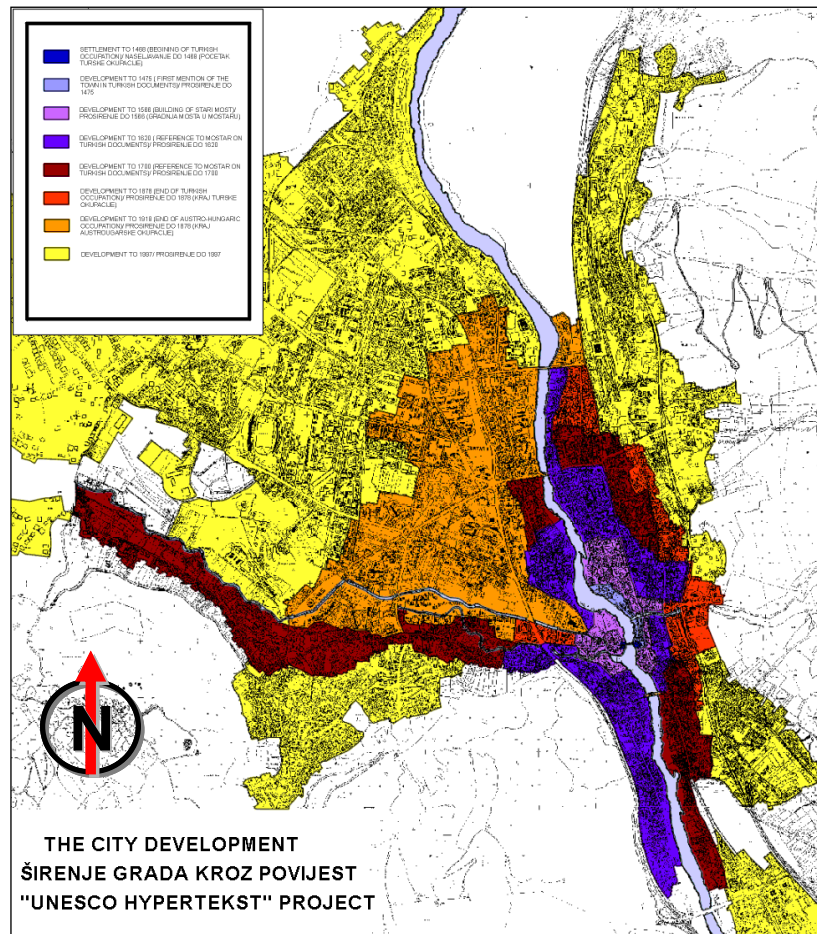 SETTLEMENT TO 1468 (BEGINING OF TURKISH
OCCUPATION)/ NASELJAVANJE DO 1468 (POCETAK
TURSKE OKUPACIJE)
DEVELOPMENT TO 1475 ( FIRST MENTION OF THE
TOWN IN TURKISH DOCUMENTS)/ PROSIRENJE DO
1475
DEVELOPMENT TO 1566 (BUILDING OF STARI MOST)/
PROSIRENJE DO 1566 (GRADNJA MOSTA U MOSTARU)
DEVELOPMENT TO 1620 ( REFERENCE TO MOSTAR ON
TURKISH DOCUMENTS)/ PROSIRENJE DO 1620
DEVELOPMENT TO 1700 (REFERENCE TO MOSTAR ON
TURKISH DOCUMENTS)/ PROSIRENJE DO 1700
DEVELOPMENT TO 1878 (END OF TURKISH
OCCUPATION)/ PROSIRENJE DO 1878 (KRAJ TURSKE
OKUPACIJE)
DEVELOPMENT TO 1918 (END OF AUSTRO-HUNGARIC
OCCUPATION)/ PROSIRENJE DO 1878 (KRAJ
AUSTROUGARSKE OKUPACIJE)
DEVELOPMENT TO 1997/ PROSIRENJE DO 1997
N
THE CITY DEVELOPMENT
ŠIRENJE GRADA KROZ POVIJEST
"UNESCO HYPERTEKST" PROJECT